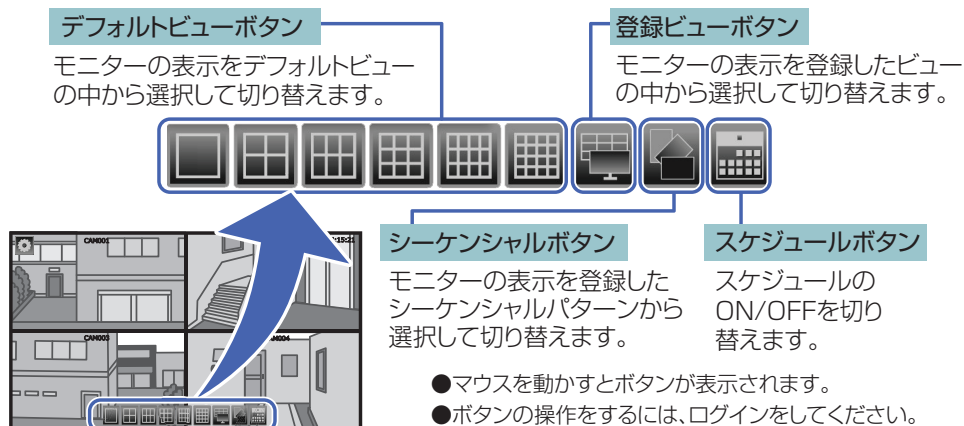 デフォルトビューボタン
モニターの表示をデフォルトビュー
の中から選択して切り替えます。
登録ビューボタン
モニターの表示を登録したビュー
の中から選択して切り替えます。
シーケンシャルボタン
モニターの表示を登録した
シーケンシャルパターンから
選択して切り替えます。
スケジュールボタン
スケジュールの
ON/OFFを切り
替えます。
CAM001
:15:21
CAM003
CAM004
●マウスを動かすとボタンが表示されます。
●ボタンの操作をするには、ログインをしてください。